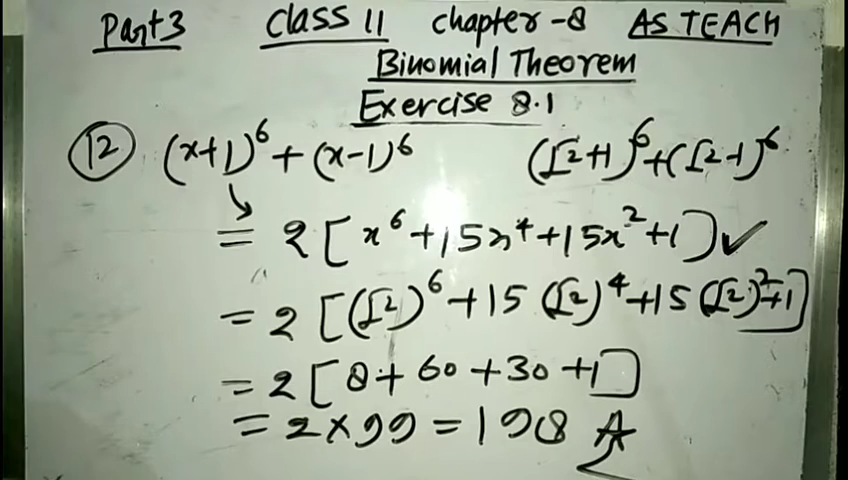 Part 3 Class 11 chapter-8 AS TEACH
Binomial Theorem
Exercise 8.1
12 (x+1)⁶ + (x-1)⁶ (√2+1)⁶+(√2-1)⁶
= 2 [x⁶ + 15x⁴ + 15x² + 1] ✓
= 2 [(√2)⁶ + 15 (√2)⁴ + 15 (√2)² + 1]
= 2 [8 + 60 + 30 + 1]
= 2 × 99 = 198 A